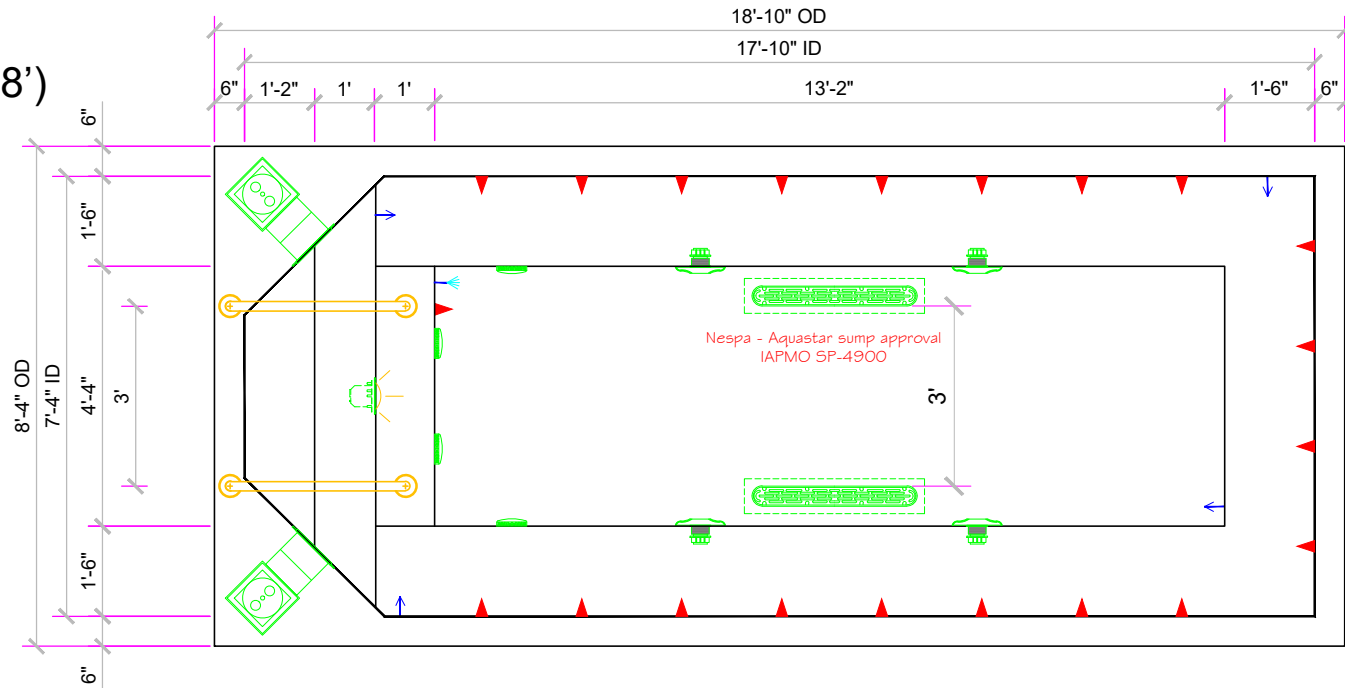 18'-10" OD
17'-10" ID
8')
6" 1'-2" 1' 1' 13'-2" 1'-6" 6"
6"
1'-6"
8'-4" OD
7'-4" ID
4'-4"
3'
Nespa - Aquastar sump approval
IAPMO SP-4900
3'
1'-6"
6"